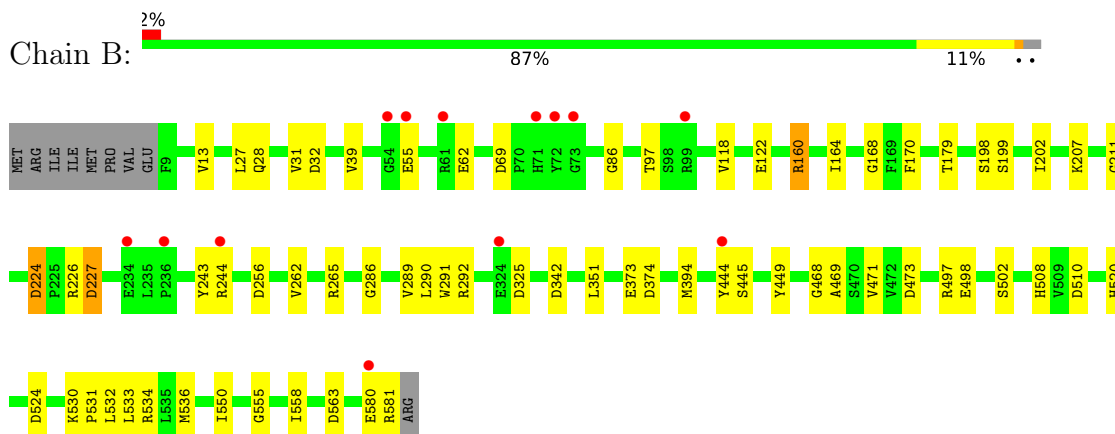 2%
Chain B:
87% 11% • •
MET ARG ILE ILE MET PRO VAL GLU F9 V13 L27 Q28 V31 D32 V39 G54 E55 R61 E62 D69 P70 H71 Y72 G73 G86 T97 S98 R99 V118 E122 R160 I164 G168 F169 F170 T179 S198 S199 I202 K207
D224 P225 R226 D227 E234 L235 P236 Y243 R244 D256 V262 R265 G286 V289 L290 W291 R292 E324 D325 D342 L351 E373 D374 M394 Y444 S445 Y449 G468 A469 S470 V471 V472 D473 R497 E498 S502 H508 V509 D510
D524 K530 P531 L532 L533 R534 L535 M536 I550 G555 I558 D563 E580 R581 ARG